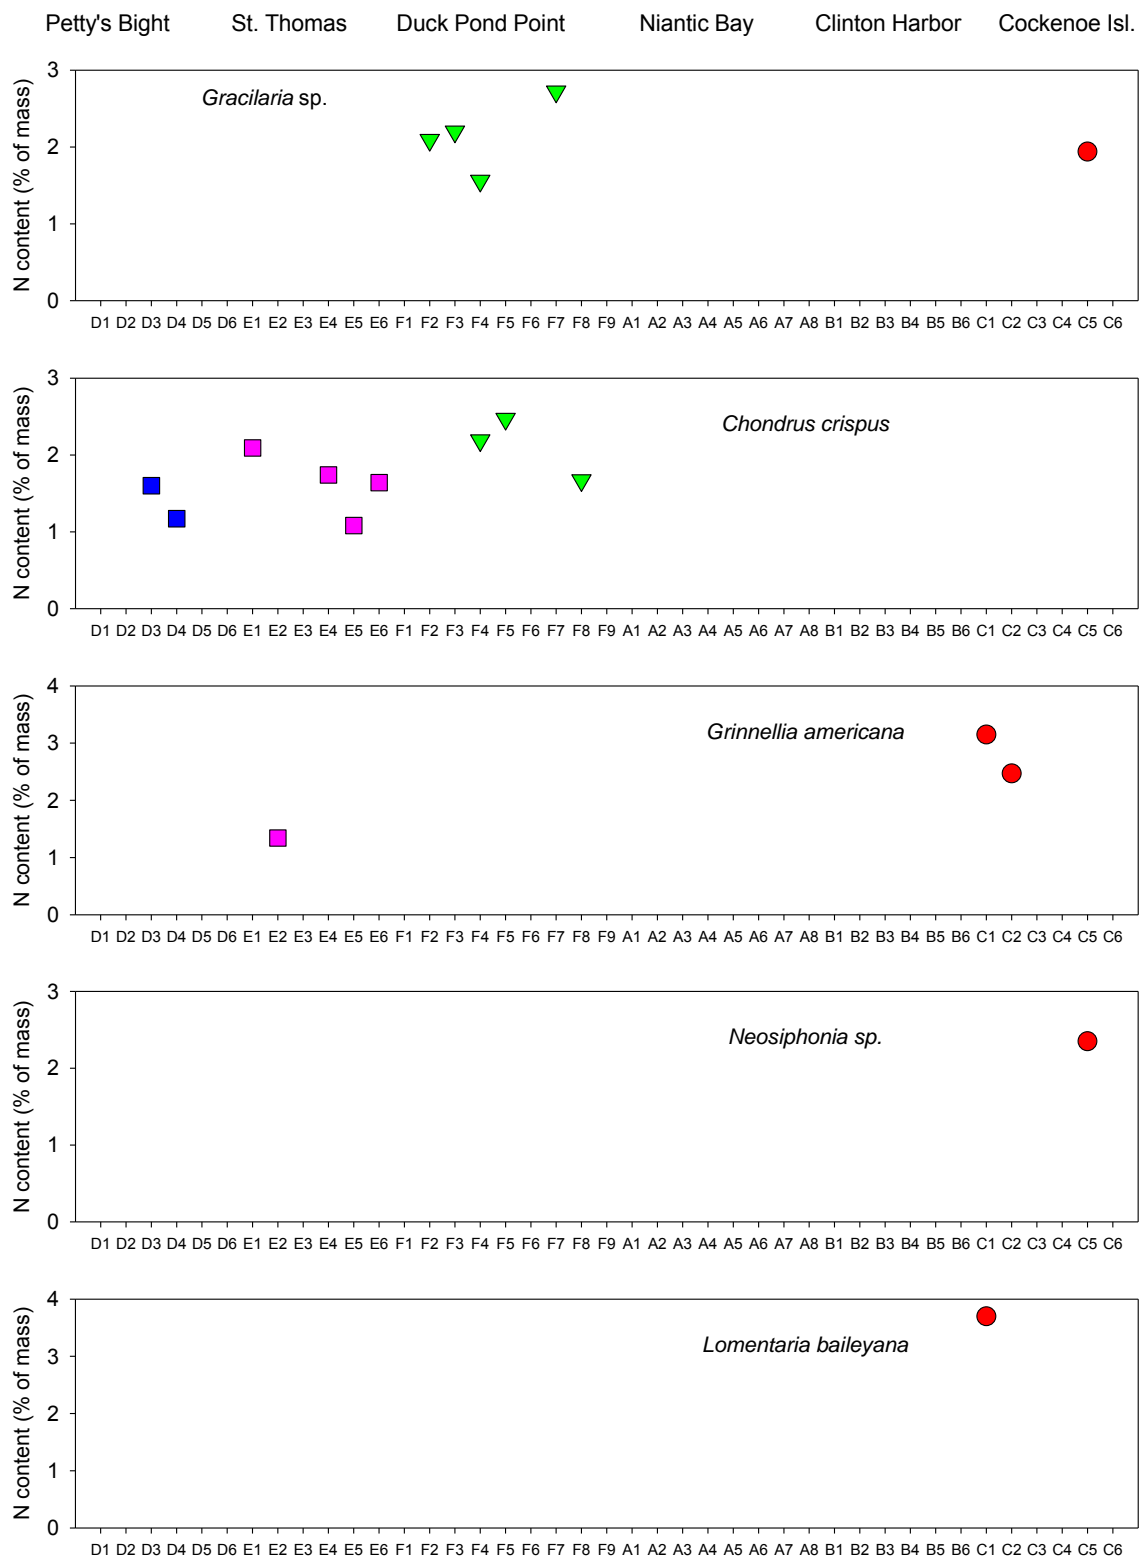 Petty's Bight St. Thomas Duck Pond Point Niantic Bay Clinton Harbor Cockenoe Isl.
N content (% of mass)
3
Gracilaria sp.
2
1
0
D1 D2 D3 D4 D5 D6 E1 E2 E3 E4 E5 E6 F1 F2 F3 F4 F5 F6 F7 F8 F9 A1 A2 A3 A4 A5 A6 A7 A8 B1 B2 B3 B4 B5 B6 C1 C2 C3 C4 C5 C6
N content (% of mass)
3
Chondrus crispus
2
1
0
D1 D2 D3 D4 D5 D6 E1 E2 E3 E4 E5 E6 F1 F2 F3 F4 F5 F6 F7 F8 F9 A1 A2 A3 A4 A5 A6 A7 A8 B1 B2 B3 B4 B5 B6 C1 C2 C3 C4 C5 C6
N content (% of mass)
4
Grinnellia americana
3
2
1
0
D1 D2 D3 D4 D5 D6 E1 E2 E3 E4 E5 E6 F1 F2 F3 F4 F5 F6 F7 F8 F9 A1 A2 A3 A4 A5 A6 A7 A8 B1 B2 B3 B4 B5 B6 C1 C2 C3 C4 C5 C6
N content (% of mass)
3
Neosiphonia sp.
2
1
0
D1 D2 D3 D4 D5 D6 E1 E2 E3 E4 E5 E6 F1 F2 F3 F4 F5 F6 F7 F8 F9 A1 A2 A3 A4 A5 A6 A7 A8 B1 B2 B3 B4 B5 B6 C1 C2 C3 C4 C5 C6
N content (% of mass)
4
Lomentaria baileyana
3
2
1
0
D1 D2 D3 D4 D5 D6 E1 E2 E3 E4 E5 E6 F1 F2 F3 F4 F5 F6 F7 F8 F9 A1 A2 A3 A4 A5 A6 A7 A8 B1 B2 B3 B4 B5 B6 C1 C2 C3 C4 C5 C6